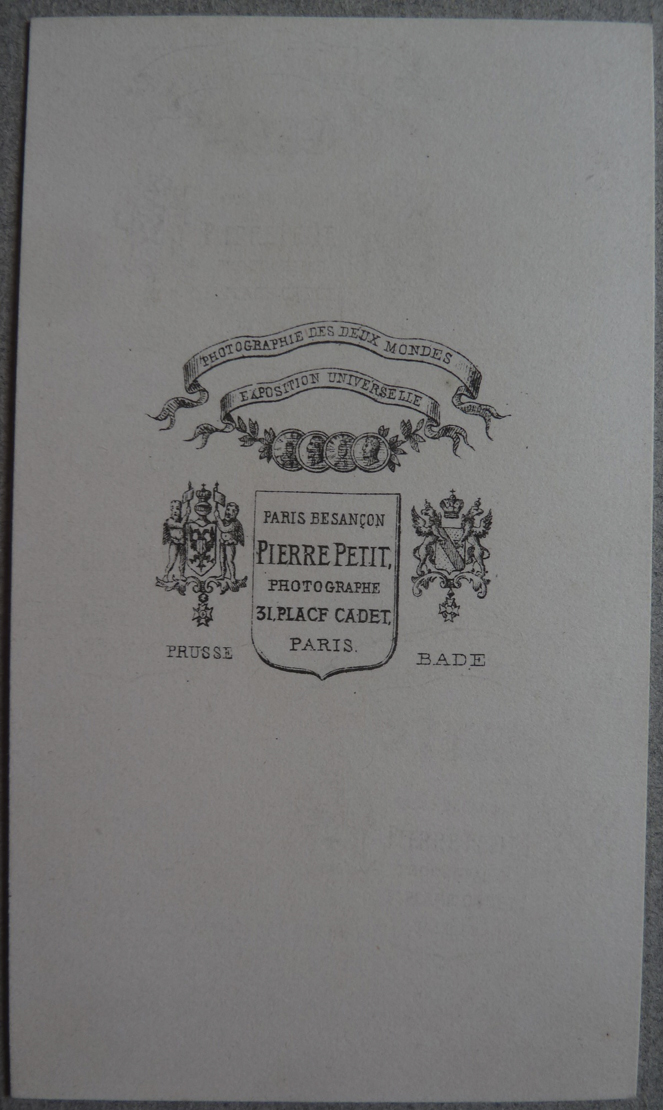 PHOTOGRAPHIE DES DEUX MONDES
EXPOSITION UNIVERSELLE
PARIS BESANÇON
PIERRE PETIT,
PHOTOGRAPHE
31, PLACE CADET,
PARIS.
PRUSSE
BADE